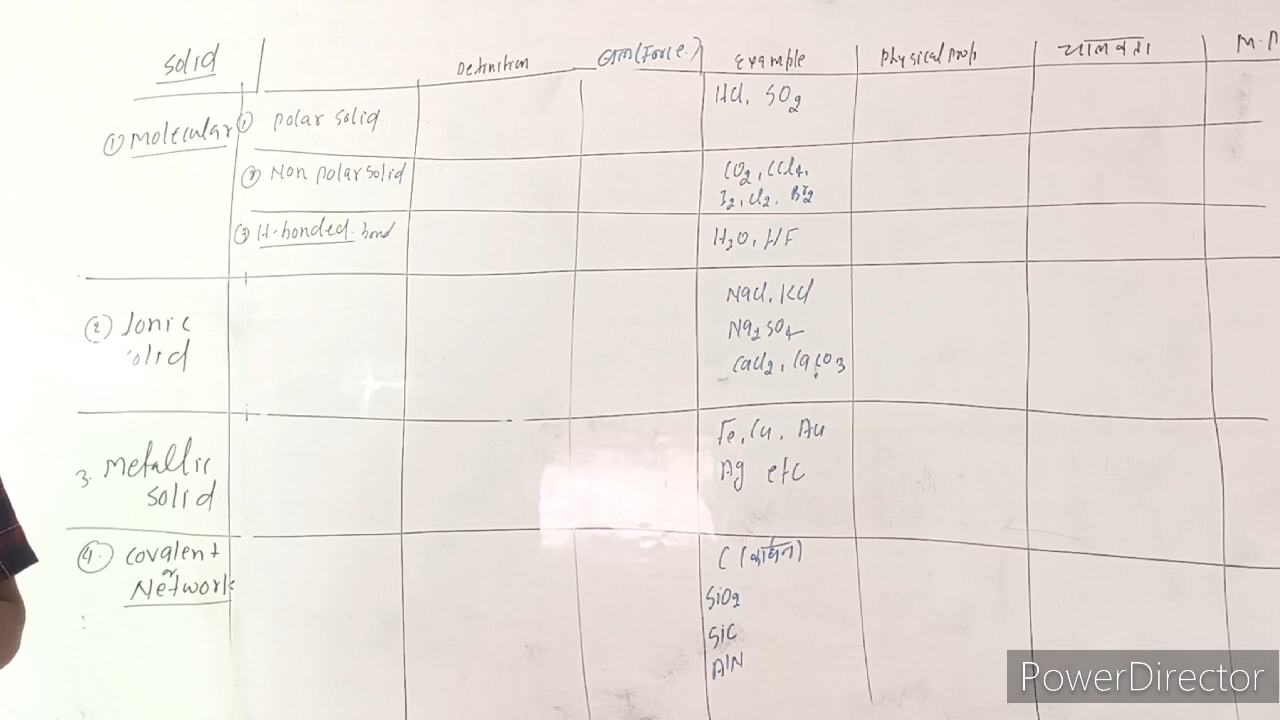 Solid Definition बल (Force) Example Physical Prop चालकता M.P
① Molecular ① Polar solid HCl, SO2
② Non polar solid CO2, CCl4,
I2, Cl2, Br2
③ H-bonded bond H2O, HF
② Ionic solid NaCl, KCl
Na2SO4
CaCl2, CaCO3
3. Metallic solid Fe, Cu, Au
Ag etc
④ Covalent or Network C (कार्बन)
SiO2
SiC
AlN
PowerDirector